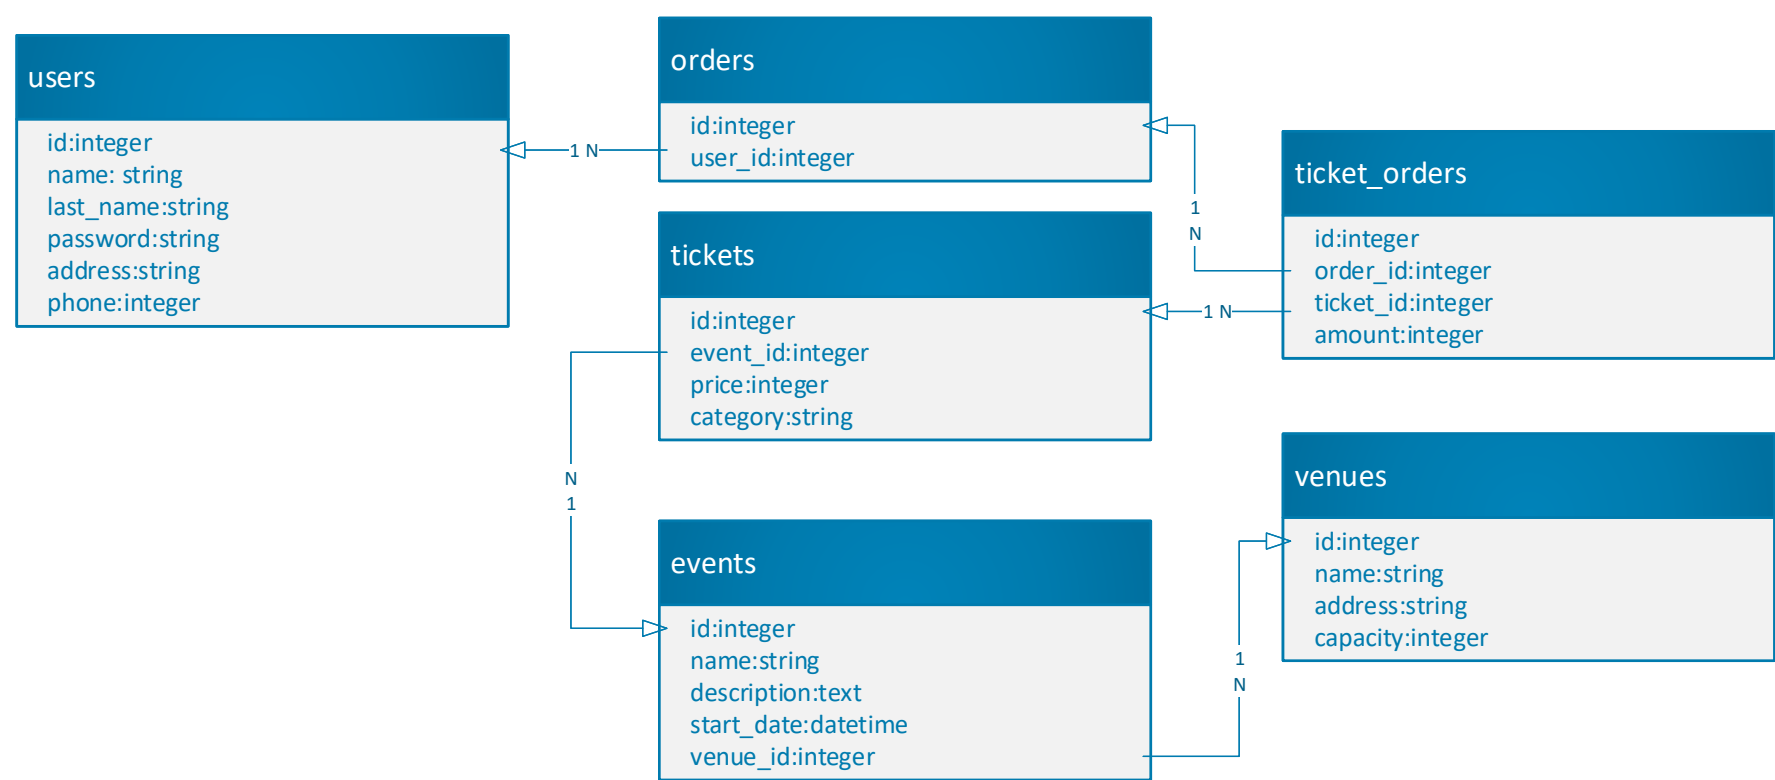 users
id:integer
name: string
last_name:string
password:string
address:string
phone:integer
1 N
orders
id:integer
user_id:integer
1
N
tickets
id:integer
event_id:integer
price:integer
category:string
1 N
ticket_orders
id:integer
order_id:integer
ticket_id:integer
amount:integer
N
1
events
id:integer
name:string
description:text
start_date:datetime
venue_id:integer
1
N
venues
id:integer
name:string
address:string
capacity:integer